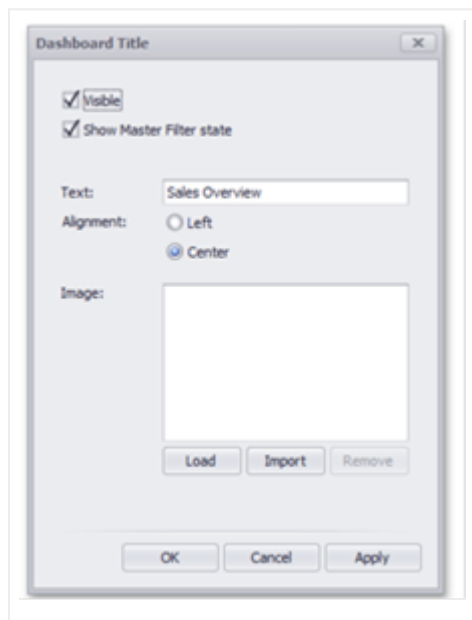 Dashboard Title
Visible
Show Master Filter state
Text: Sales Overview
Alignment: Left
Center
Image:
Load Import Remove
OK Cancel Apply